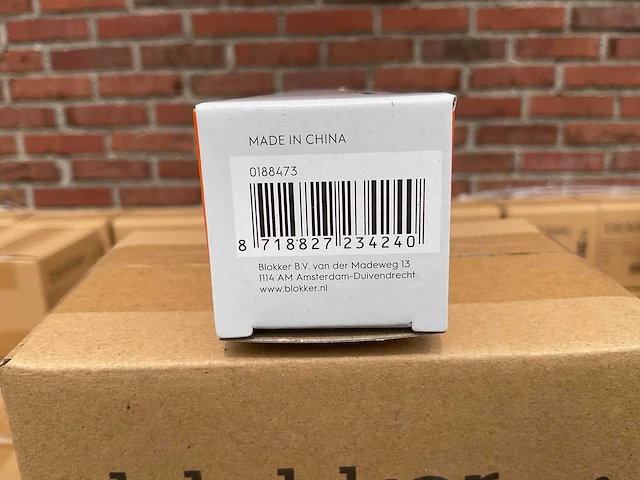 MADE IN CHINA
0188473
8 718827 234240
Blokker B.V. van der Madeweg 13
1114 AM Amsterdam-Duivendrecht
www.blokker.nl